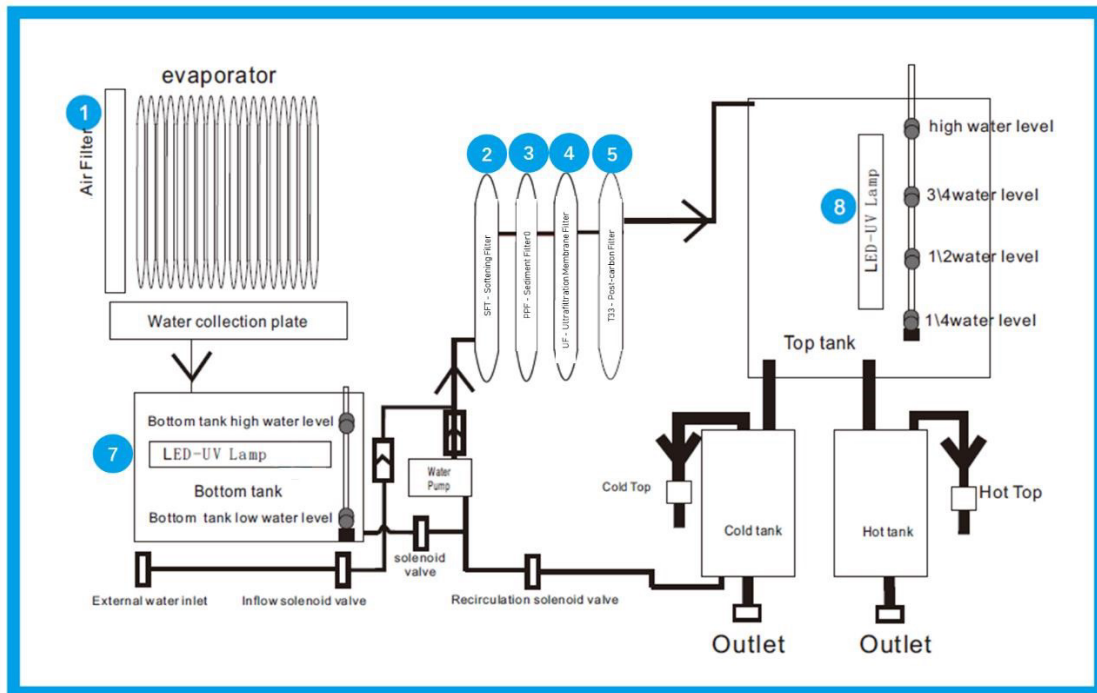 evaporator
1
Air Filter
Water collection plate
2
3
4
5
SFT - Softening Filter
PPF - Sediment Filter
UF - Ultrafiltration Membrane Filter
T33 - Post-carbon Filter
8
LED-UV Lamp
high water level
3\4water level
1\2water level
1\4water level
Top tank
7
Bottom tank high water level
LED-UV Lamp
Bottom tank
Bottom tank low water level
Water
Pump
solenoid
valve
External water inlet
Inflow solenoid valve
Recirculation solenoid valve
Cold Top
Hot Top
Cold tank
Hot tank
Outlet
Outlet